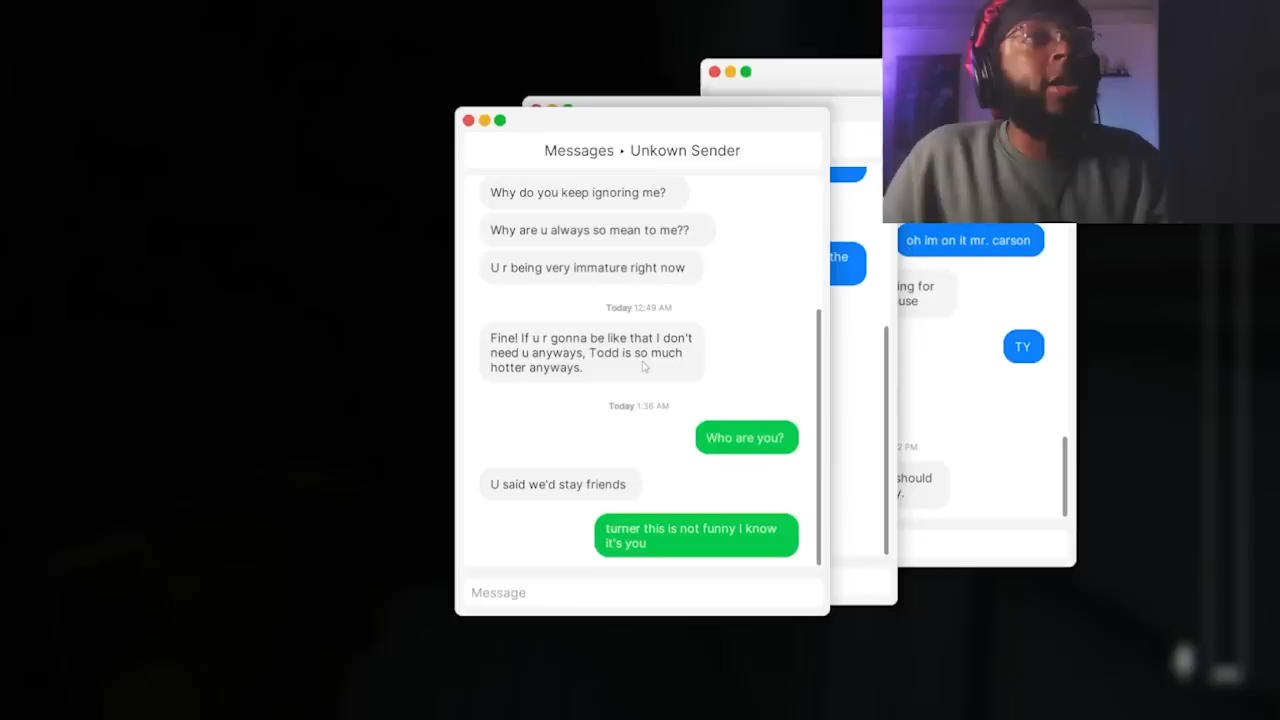 Messages • Unkown Sender
Why do you keep ignoring me?
Why are u always so mean to me??
U r being very immature right now
Today 12:49 AM
Fine! If u r gonna be like that I don't
need u anyways, Todd is so much
hotter anyways.
Today 1:36 AM
Who are you?
U said we'd stay friends
turner this is not funny I know
it's you
Message
the
oh im on it mr. carson
ing for
use
TY
2 PM
should
y.